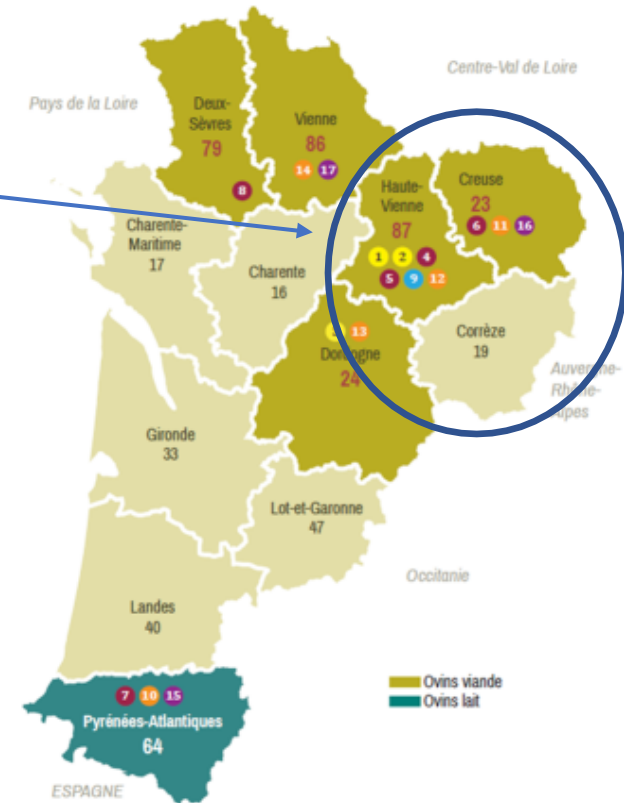 Centre-Val de Loire
Pays de la Loire
Deux-
Sèvres
79
8
Vienne
86
14 17
Haute-
Vienne
87
1 2 4
5 9 12
Creuse
23
6 11 16
Charente-
Maritime
17
Charente
16
13
Dordogne
24
Corrèze
19
Auvergne-
Rhône-
Alpes
Gironde
33
Lot-et-Garonne
47
Occitanie
Landes
40
Ovins viande
Ovins lait
7 10 15
Pyrénées-Atlantiques
64
ESPAGNE